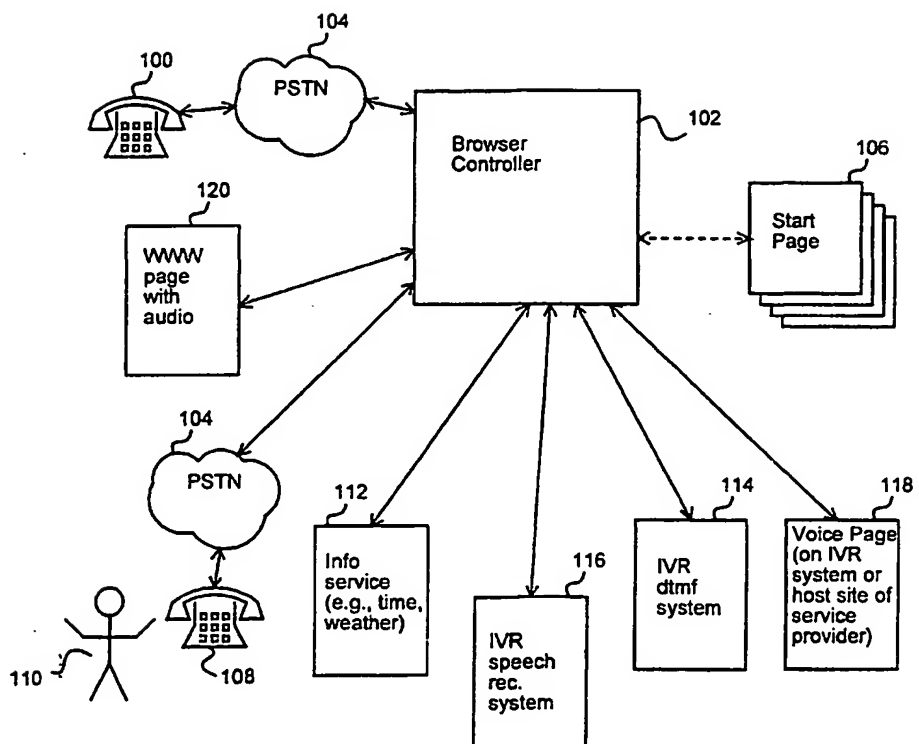 104
100
PSTN
102
Browser
Controller
106
Start
Page
120
WWW
page
with
audio
104
PSTN
112
Info
service
(e.g., time,
weather)
116
IVR
speech
rec.
system
114
IVR
dtmf
system
118
Voice Page
(on IVR
system or
host site of
service
provider)
110
108